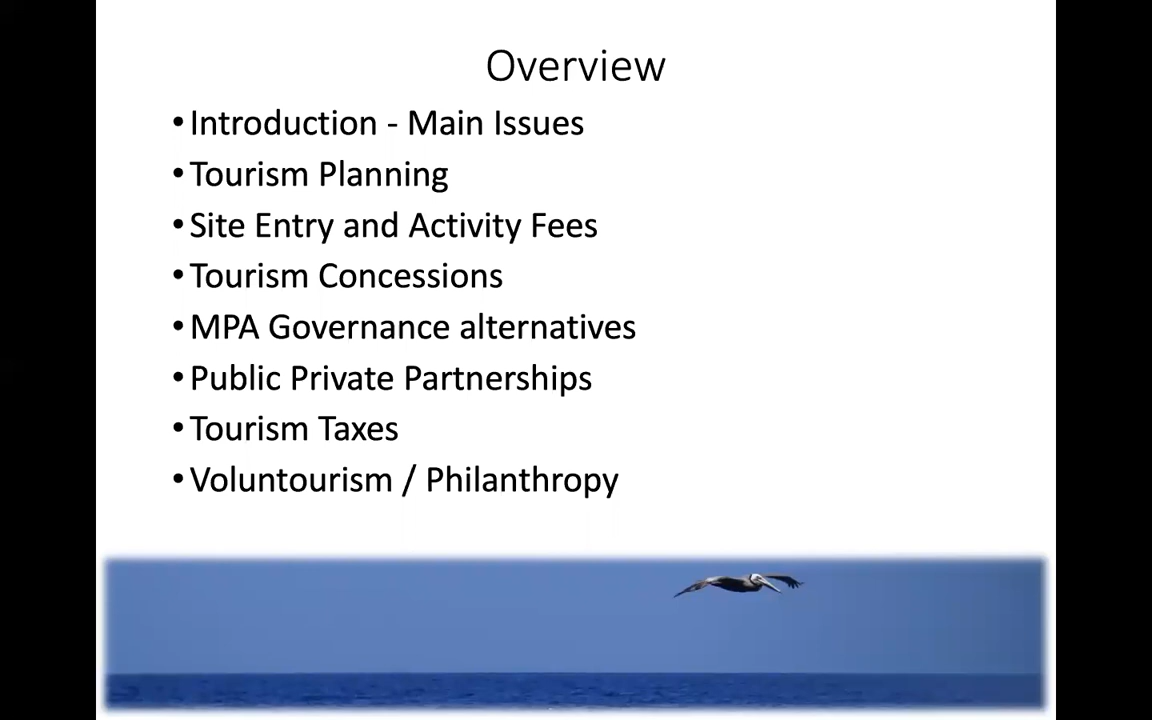 Overview
•Introduction - Main Issues
•Tourism Planning
•Site Entry and Activity Fees
•Tourism Concessions
•MPA Governance alternatives
•Public Private Partnerships
•Tourism Taxes
•Voluntourism / Philanthropy